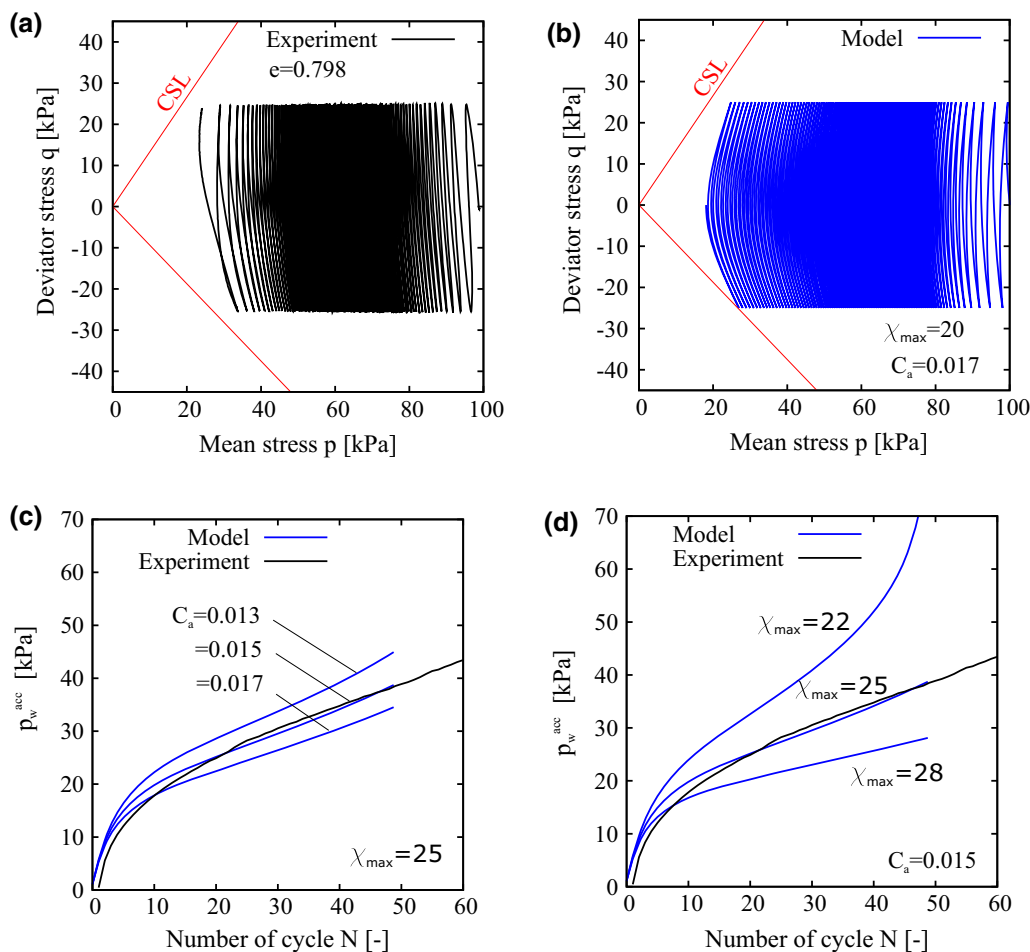 (a)
Experiment
e=0.798
CSL
40
30
20
10
0
-10
-20
-30
-40
Deviator stress q [kPa]
0 20 40 60 80 100
Mean stress p [kPa]
(b)
Model
CSL
40
30
20
10
0
-10
-20
-30
-40
Deviator stress q [kPa]
χmax=20
Ca=0.017
0 20 40 60 80 100
Mean stress p [kPa]
(c)
Model
Experiment
Ca=0.013
=0.015
=0.017
70
60
50
40
30
20
10
0
pw^acc [kPa]
χmax=25
0 10 20 30 40 50 60
Number of cycle N [-]
(d)
Model
Experiment
χmax=22
χmax=25
χmax=28
70
60
50
40
30
20
10
0
pw^acc [kPa]
Ca=0.015
0 10 20 30 40 50 60
Number of cycle N [-]